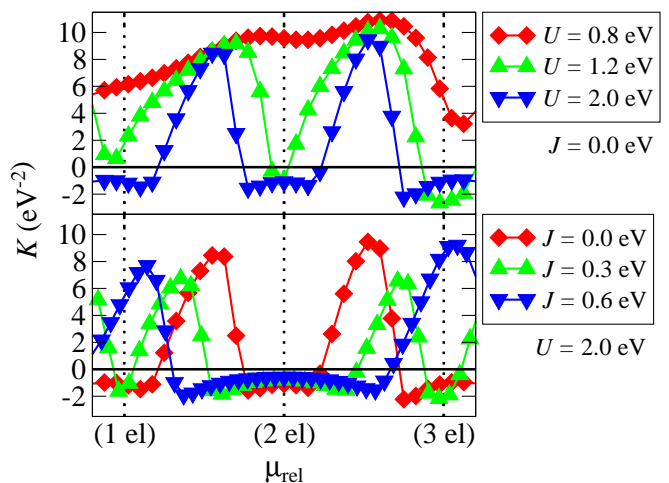 10
8
6
4
2
0
-2
K (eV-2)
U = 0.8 eV
U = 1.2 eV
U = 2.0 eV
J = 0.0 eV
10
8
6
4
2
0
-2
J = 0.0 eV
J = 0.3 eV
J = 0.6 eV
U = 2.0 eV
(1 el) (2 el) (3 el)
μrel